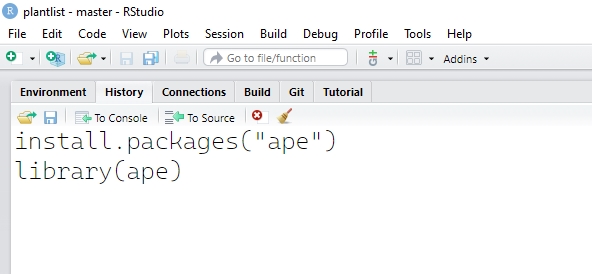 plantlist - master - RStudio
File Edit Code View Plots Session Build Debug Profile Tools Help
Go to file/function Addins
Environment History Connections Build Git Tutorial
To Console To Source
install.packages("ape")
library(ape)